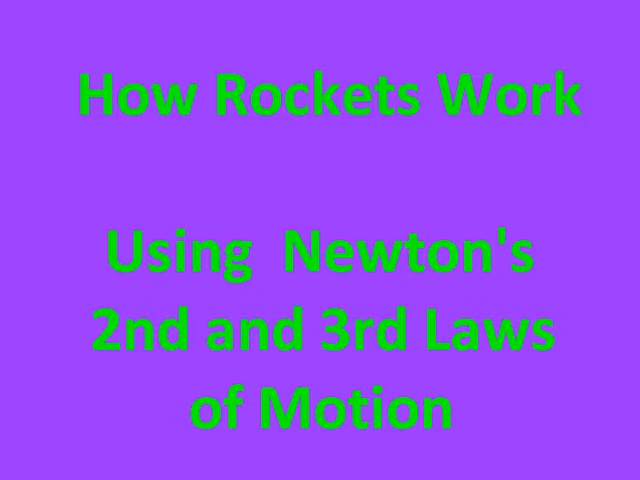 How Rockets Work
Using  Newton's
2nd and 3rd Laws
of Motion